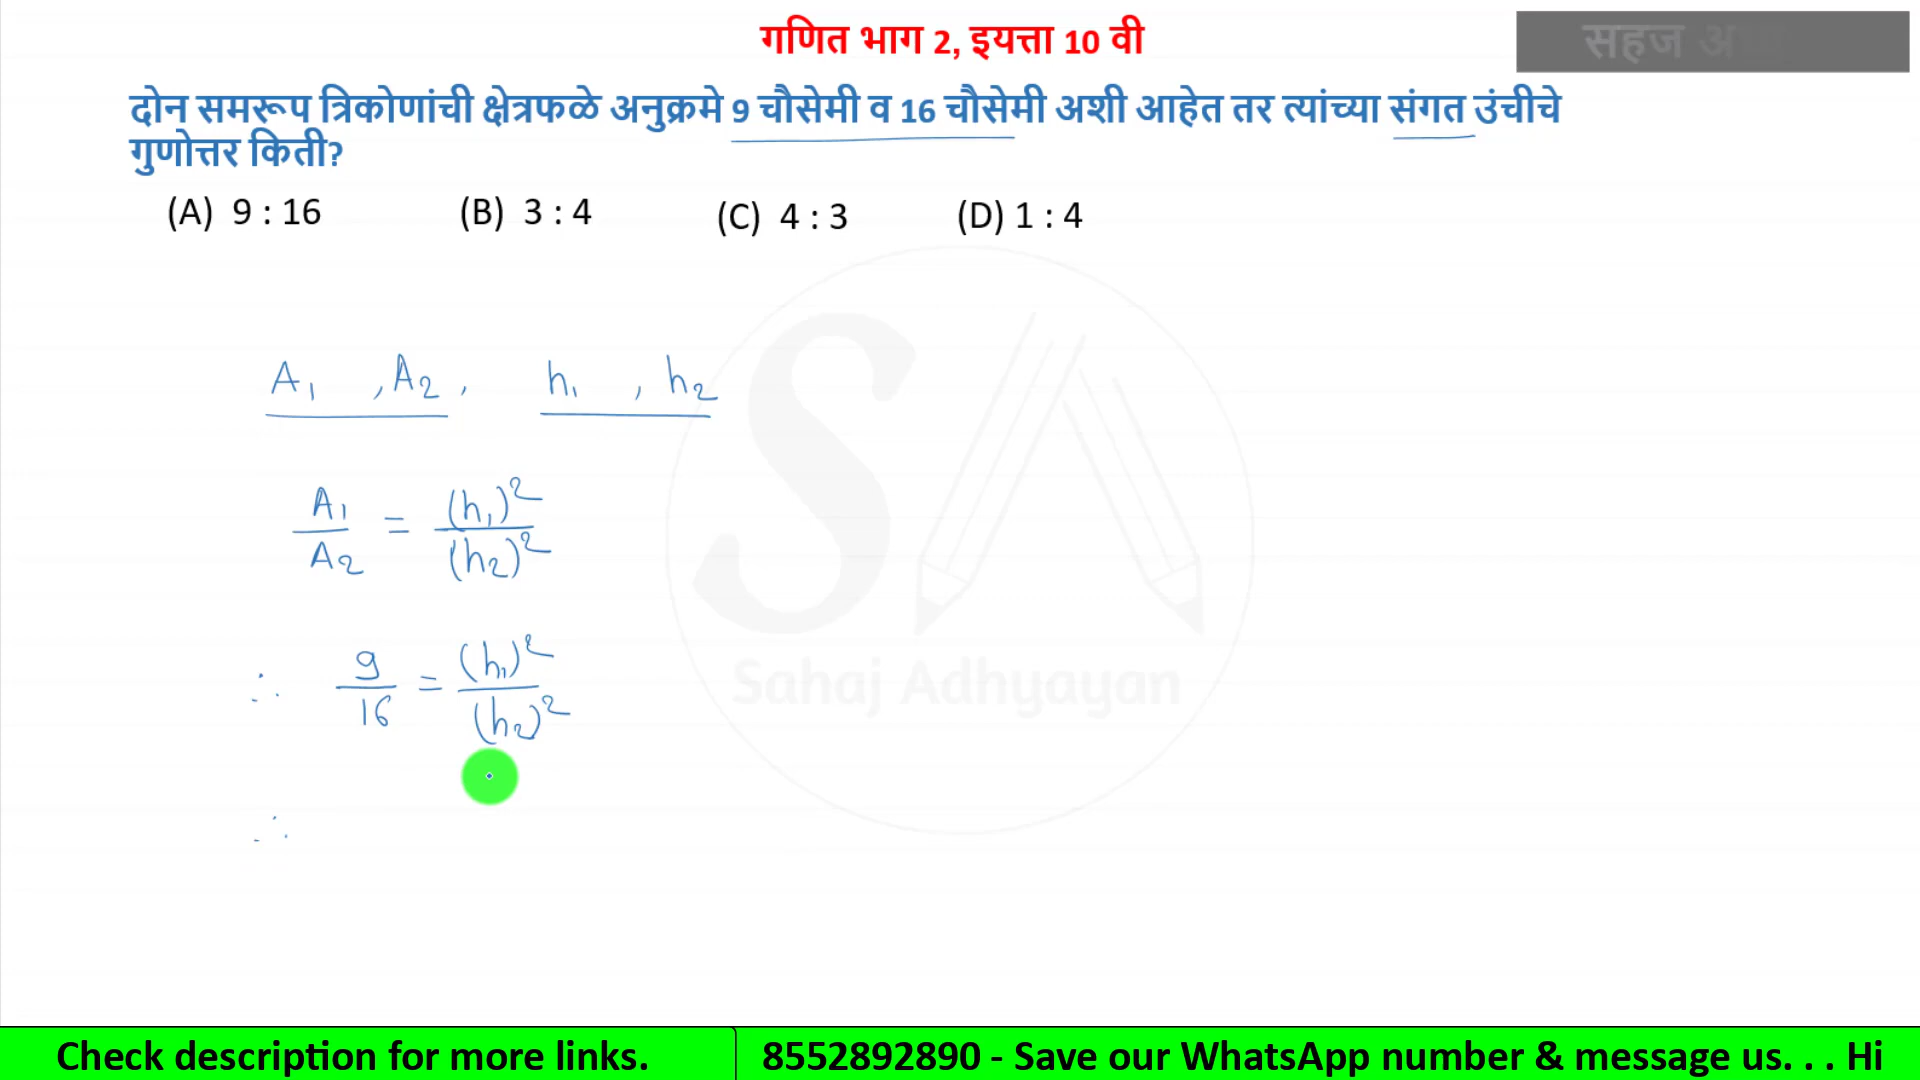 गणित भाग 2, इयत्ता 10 वी
सहज
दोन समरूप त्रिकोणांची क्षेत्रफळे अनुक्रमे 9 चौसेमी व 16 चौसेमी अशी आहेत तर त्यांच्या संगत उंचीचे
गुणोत्तर किती?
(A) 9 : 16 (B) 3 : 4 (C) 4 : 3 (D) 1 : 4
A₁ , A₂ , h₁ , h₂
A₁/A₂ = (h₁)²/(h₂)²
∴ 9/16 = (h₁)²/(h₂)²
∴
Sahaj Adhyayan
Check description for more links.
8552892890 - Save our WhatsApp number & message us. . . Hi